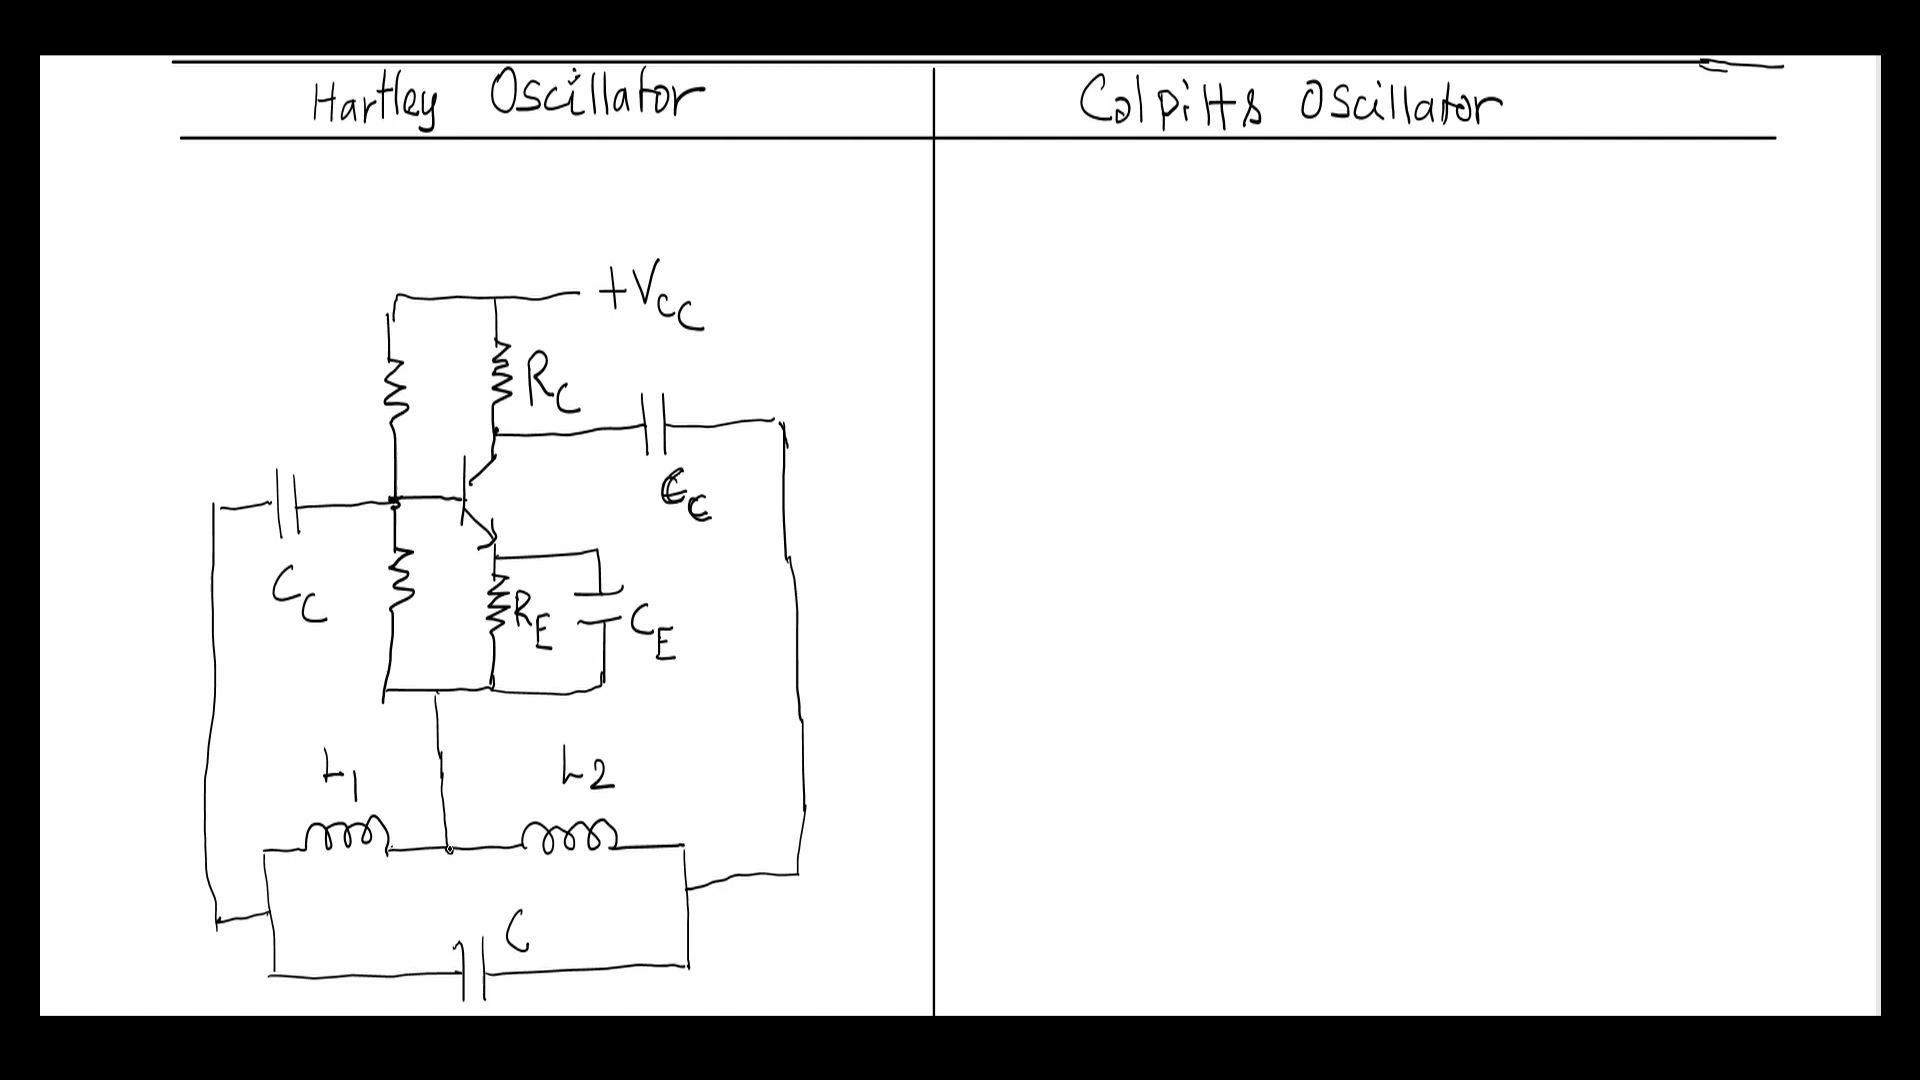 Hartley Oscillator
Colpitts Oscillator
+VCC
RC
CC
CC
RE
CE
L1
L2
C